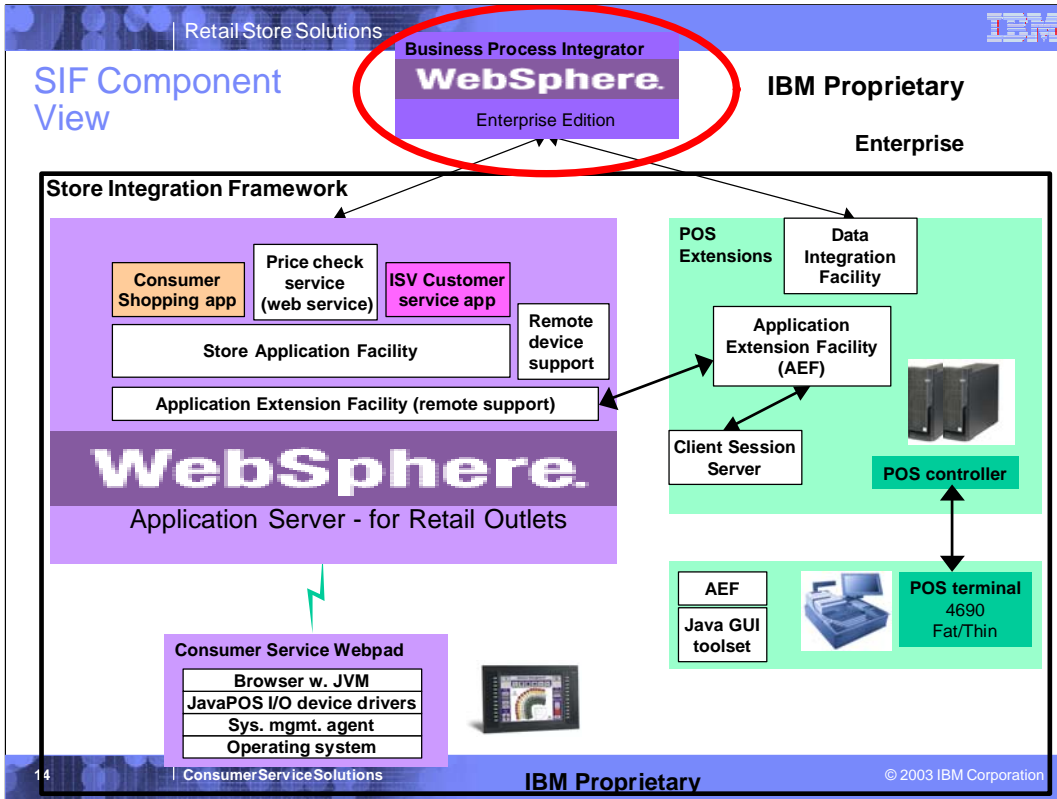 Retail Store Solutions
IBM
SIF Component
View
Business Process Integrator
WebSphere.
Enterprise Edition
IBM Proprietary
Enterprise
Store Integration Framework
Consumer
Shopping app
Price check
service
(web service)
ISV Customer
service app
Remote
device
support
Store Application Facility
Application Extension Facility (remote support)
WebSphere.
Application Server - for Retail Outlets
POS
Extensions
Data
Integration
Facility
Application
Extension Facility
(AEF)
Client Session
Server
POS controller
AEF
Java GUI
toolset
POS terminal
4690
Fat/Thin
Consumer Service Webpad
Browser w. JVM
JavaPOS I/O device drivers
Sys. mgmt. agent
Operating system
14
ConsumerServiceSolutions
IBM Proprietary
© 2003 IBM Corporation